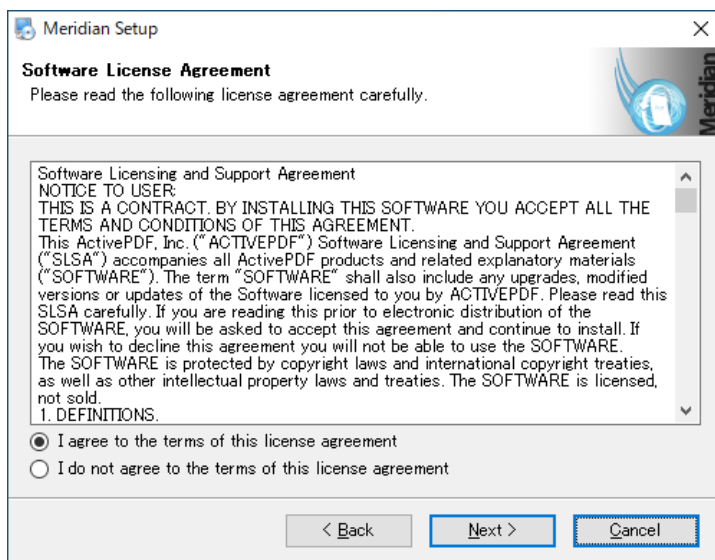 Meridian Setup
Software License Agreement
Please read the following license agreement carefully.
Meridian
Software Licensing and Support Agreement
NOTICE TO USER:
THIS IS A CONTRACT. BY INSTALLING THIS SOFTWARE YOU ACCEPT ALL THE
TERMS AND CONDITIONS OF THIS AGREEMENT.
This ActivePDF, Inc. ("ACTIVEPDF") Software Licensing and Support Agreement
("SLSA") accompanies all ActivePDF products and related explanatory materials
("SOFTWARE"). The term "SOFTWARE" shall also include any upgrades, modified
versions or updates of the Software licensed to you by ACTIVEPDF. Please read this
SLSA carefully. If you are reading this prior to electronic distribution of the
SOFTWARE, you will be asked to accept this agreement and continue to install. If
you wish to decline this agreement you will not be able to use the SOFTWARE.
The SOFTWARE is protected by copyright laws and international copyright treaties,
as well as other intellectual property laws and treaties. The SOFTWARE is licensed,
not sold.
1. DEFINITIONS.
I agree to the terms of this license agreement
I do not agree to the terms of this license agreement
< Back
Next >
Cancel